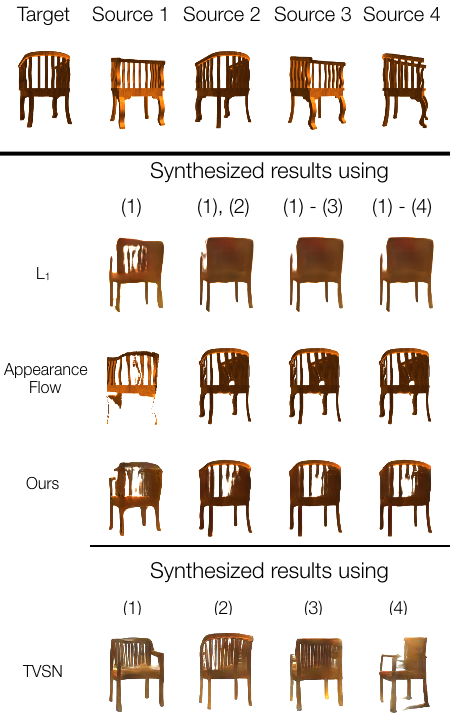 Target Source 1 Source 2 Source 3 Source 4
Synthesized results using
(1) (1), (2) (1) - (3) (1) - (4)
L₁
Appearance
Flow
Ours
Synthesized results using
(1) (2) (3) (4)
TVSN